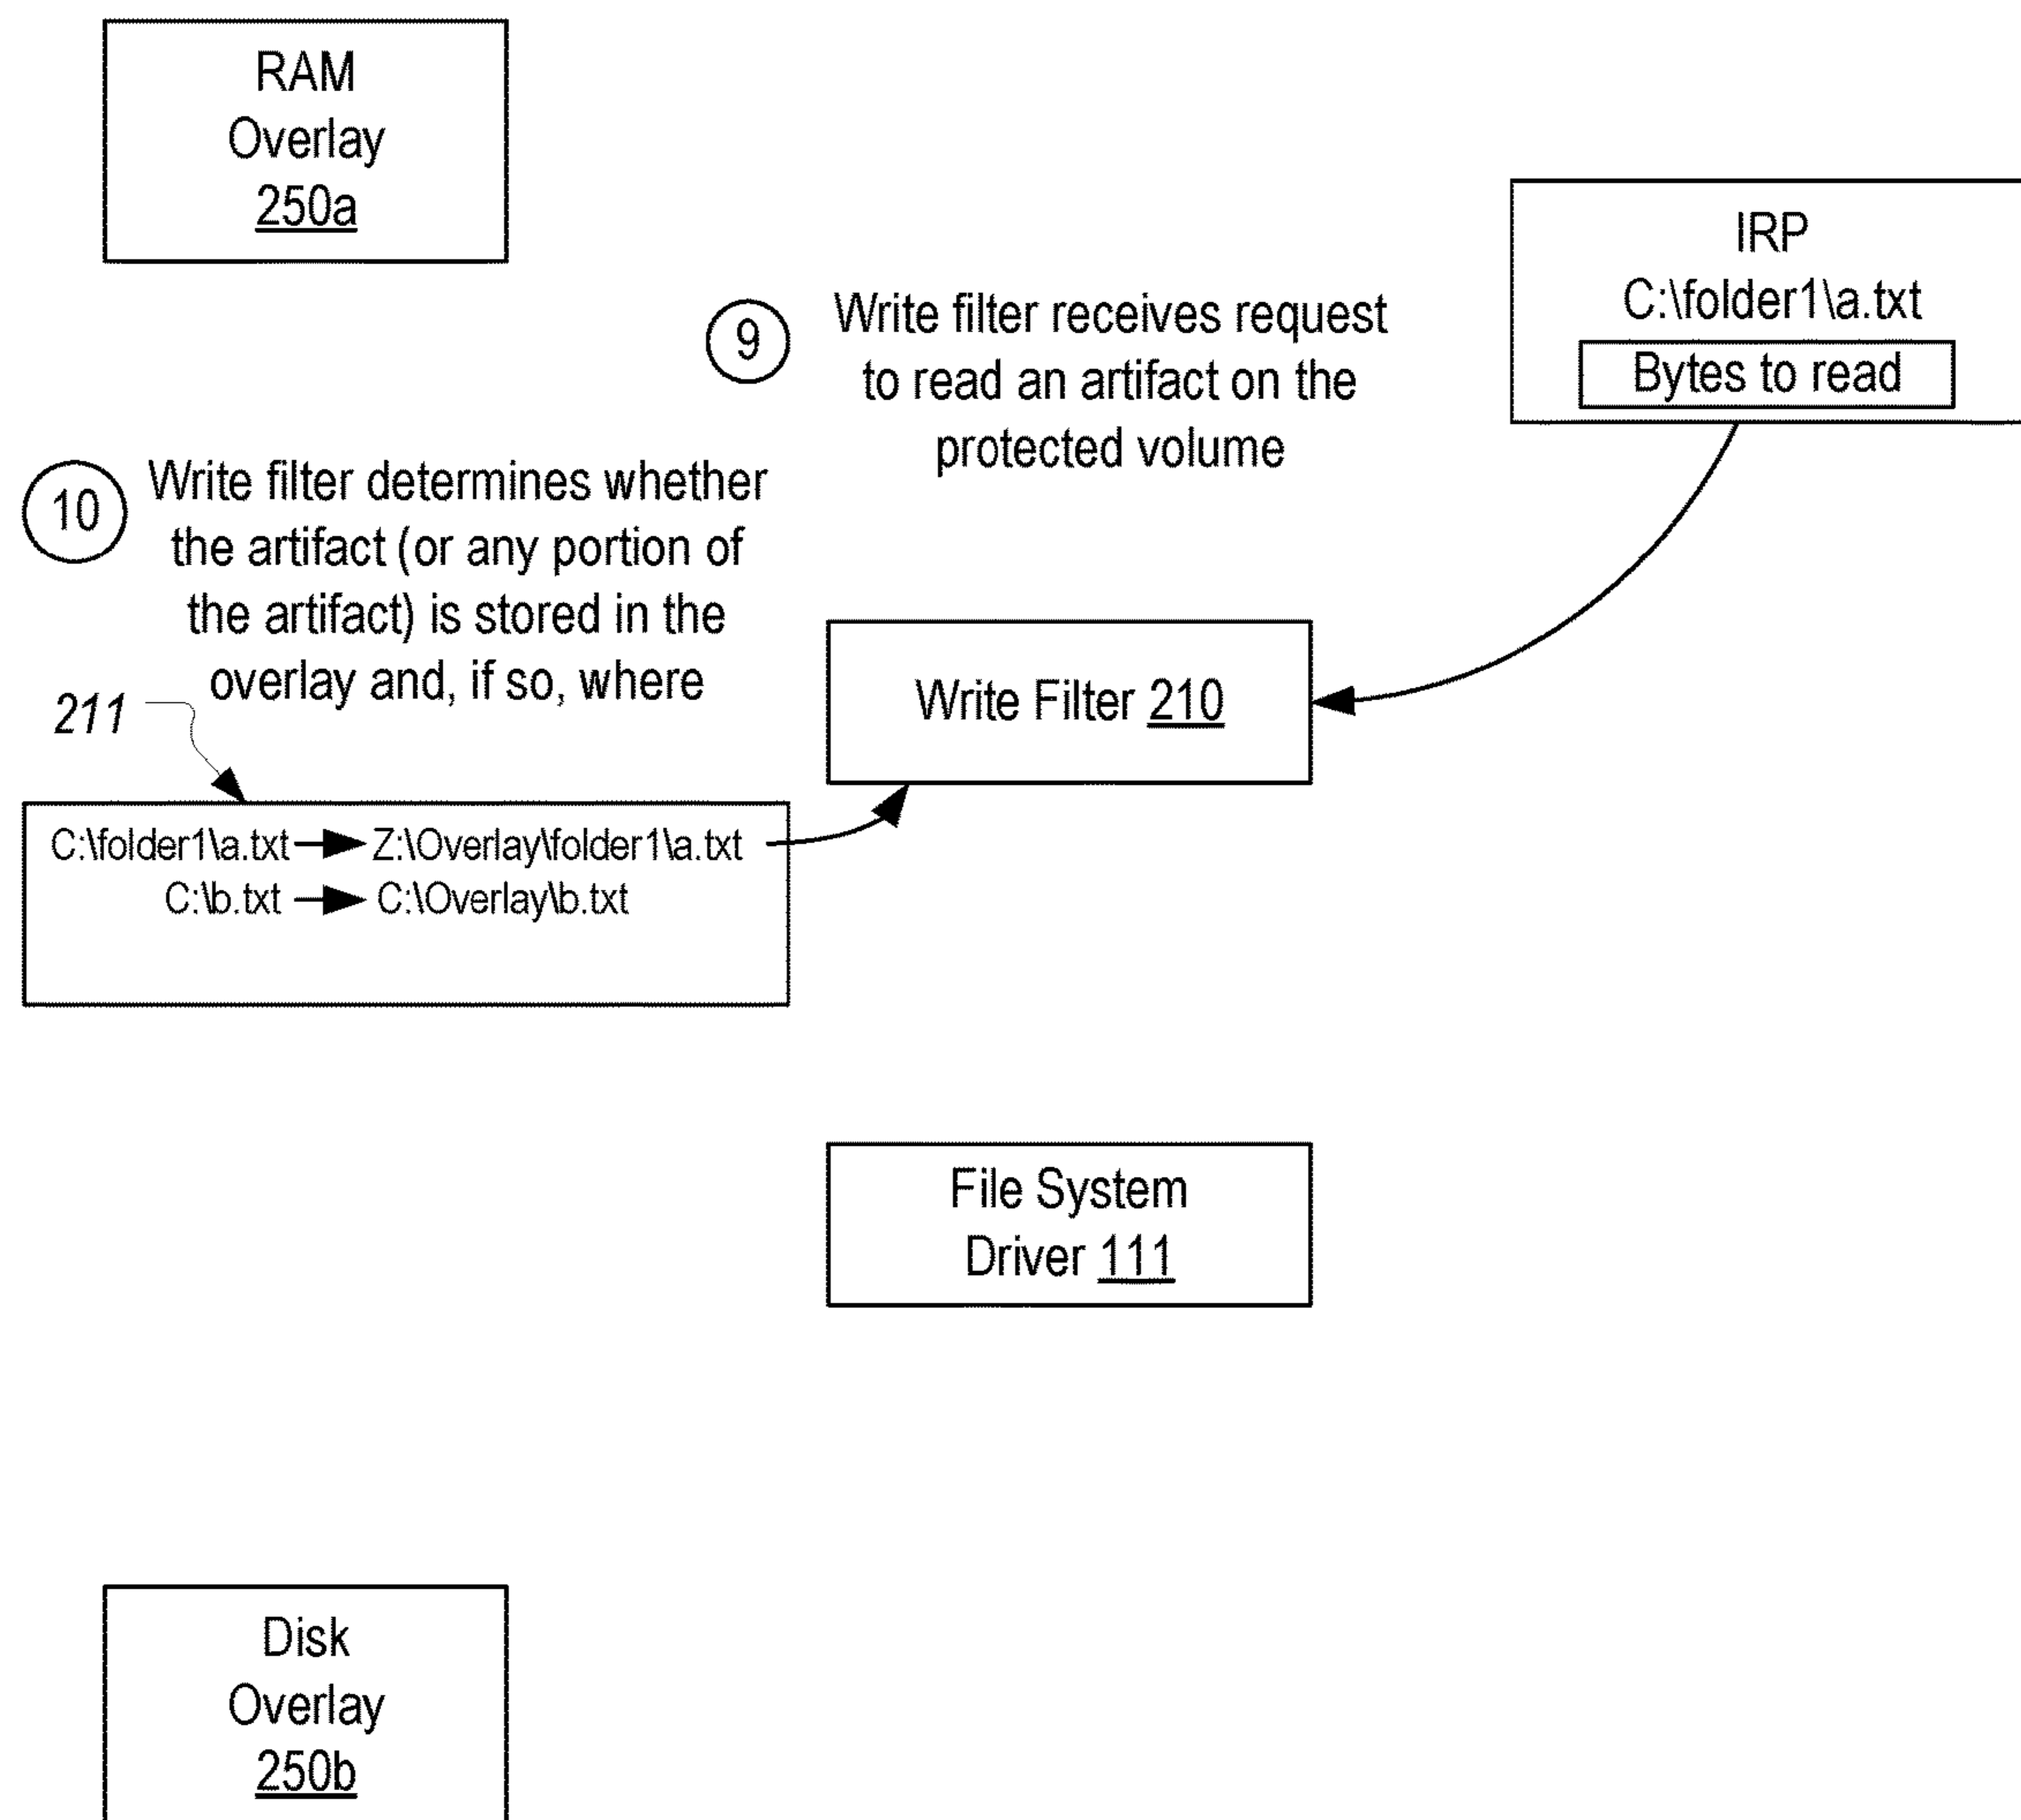 RAM
Overlay
250a
IRP
C:\folder1\a.txt
Bytes to read
9
Write filter receives request
to read an artifact on the
protected volume
10
Write filter determines whether
the artifact (or any portion of
the artifact) is stored in the
overlay and, if so, where
211
Write Filter 210
C:\folder1\a.txt Z:\Overlay\folder1\a.txt
C:\b.txt C:\Overlay\b.txt
File System
Driver 111
Disk
Overlay
250b